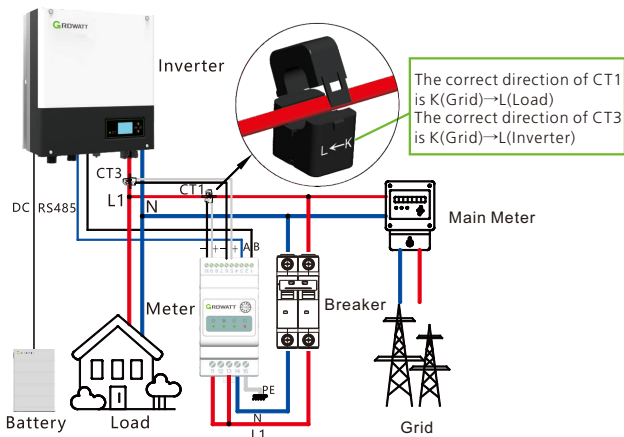 GROWATT
Inverter
The correct direction of CT1
is K(Grid)→L(Load)
The correct direction of CT3
is K(Grid)→L(Inverter)
L←K
CT3
CT1
L1
N
DC
RS485
Main Meter
- + - + A B
Meter
GROWATT
Breaker
PE
N
L1
Battery
Load
Grid